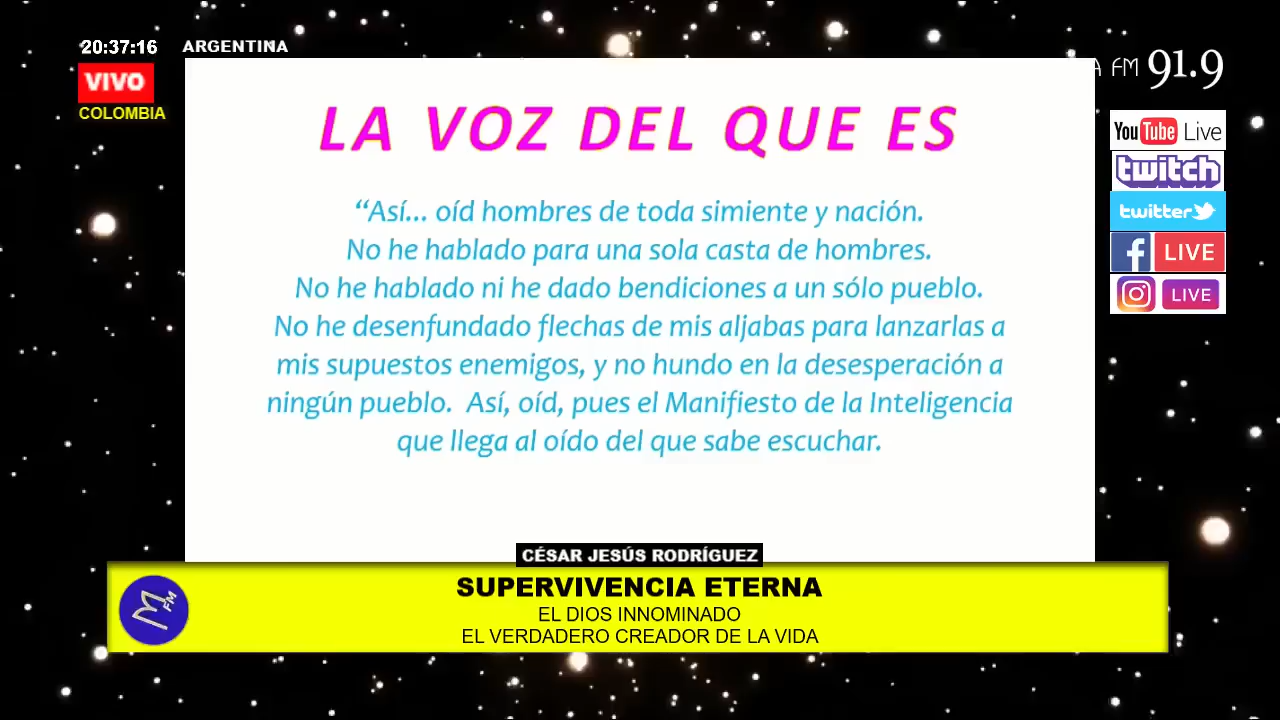 20:37:16 ARGENTINA
VIVO
COLOMBIA
A FM 91.9
LA VOZ DEL QUE ES
“Así... oíd hombres de toda simiente y nación.
No he hablado para una sola casta de hombres.
No he hablado ni he dado bendiciones a un sólo pueblo.
No he desenfundado flechas de mis aljabas para lanzarlas a
mis supuestos enemigos, y no hundo en la desesperación a
ningún pueblo. Así, oíd, pues el Manifiesto de la Inteligencia
que llega al oído del que sabe escuchar.
YouTube Live
twitch
twitter
f LIVE
LIVE
CÉSAR JESÚS RODRÍGUEZ
SUPERVIVENCIA ETERNA
EL DIOS INNOMINADO
EL VERDADERO CREADOR DE LA VIDA
M FM